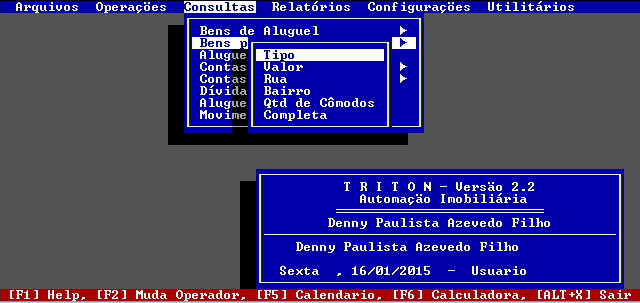 Arquivos Operações Consultas Relatórios Configurações Utilitários
Bens de Aluguel
Bens p
Alugue
Contas
Contas
Dívida
Alugue
Movime
Tipo
Valor
Rua
Bairro
Qtd de Cômodos
Completa
T R I T O N - Versão 2.2
Automação Imobiliária
Denny Paulista Azevedo Filho
Denny Paulista Azevedo Filho
Sexta , 16/01/2015 - Usuario
[F1] Help, [F2] Muda Operador, [F5] Calendario, [F6] Calculadora, [ALT+X] Sair